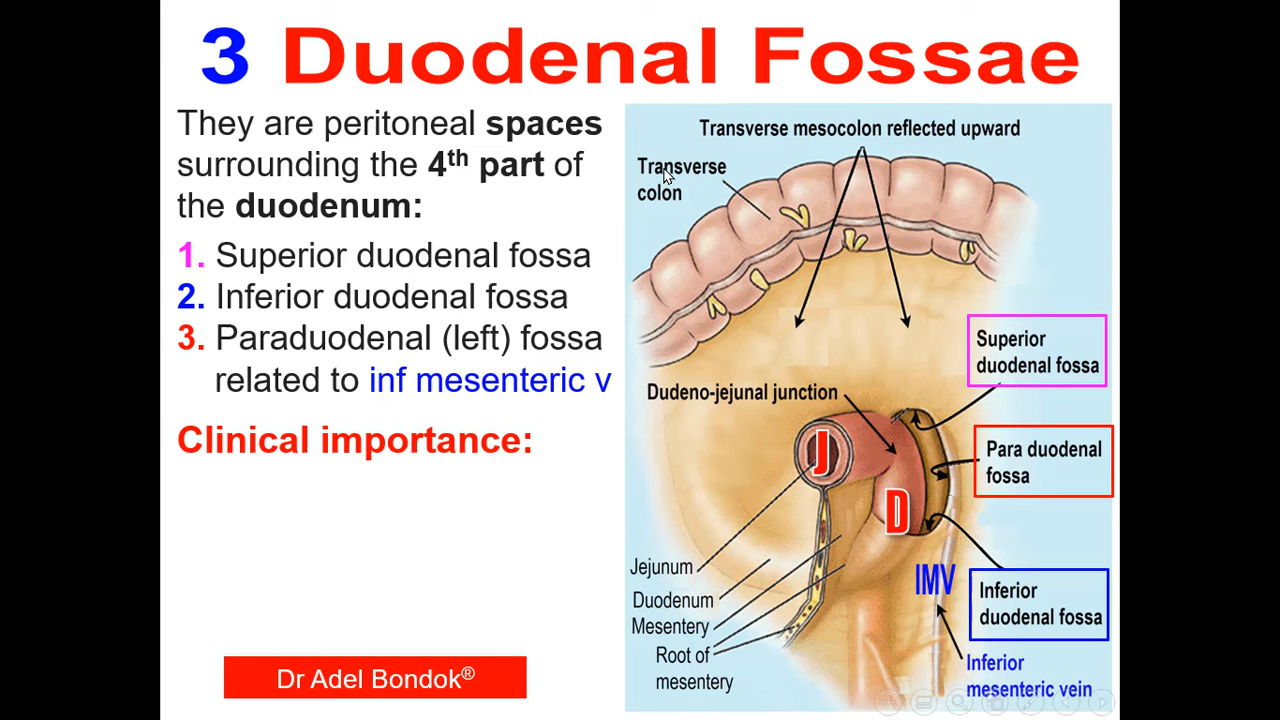 3 Duodenal Fossae
They are peritoneal spaces
surrounding the 4th part of
the duodenum:
1. Superior duodenal fossa
2. Inferior duodenal fossa
3. Paraduodenal (left) fossa
related to inf mesenteric v
Clinical importance:
Dr Adel Bondok®
Transverse mesocolon reflected upward
Transverse
colon
Superior
duodenal fossa
Dudeno-jejunal junction
J
Para duodenal
fossa
D
Jejunum
IMV
Inferior
duodenal fossa
Duodenum
Mesentery
Root of
mesentery
Inferior
mesenteric vein